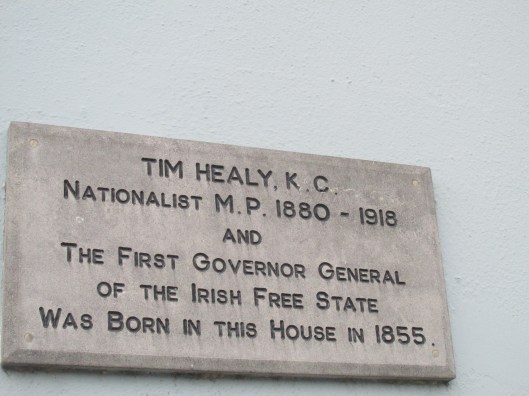 TIM HEALY, K.C.
NATIONALIST M.P. 1880 - 1918
AND
THE FIRST GOVERNOR GENERAL
OF THE IRISH FREE STATE
WAS BORN IN THIS HOUSE IN 1855.